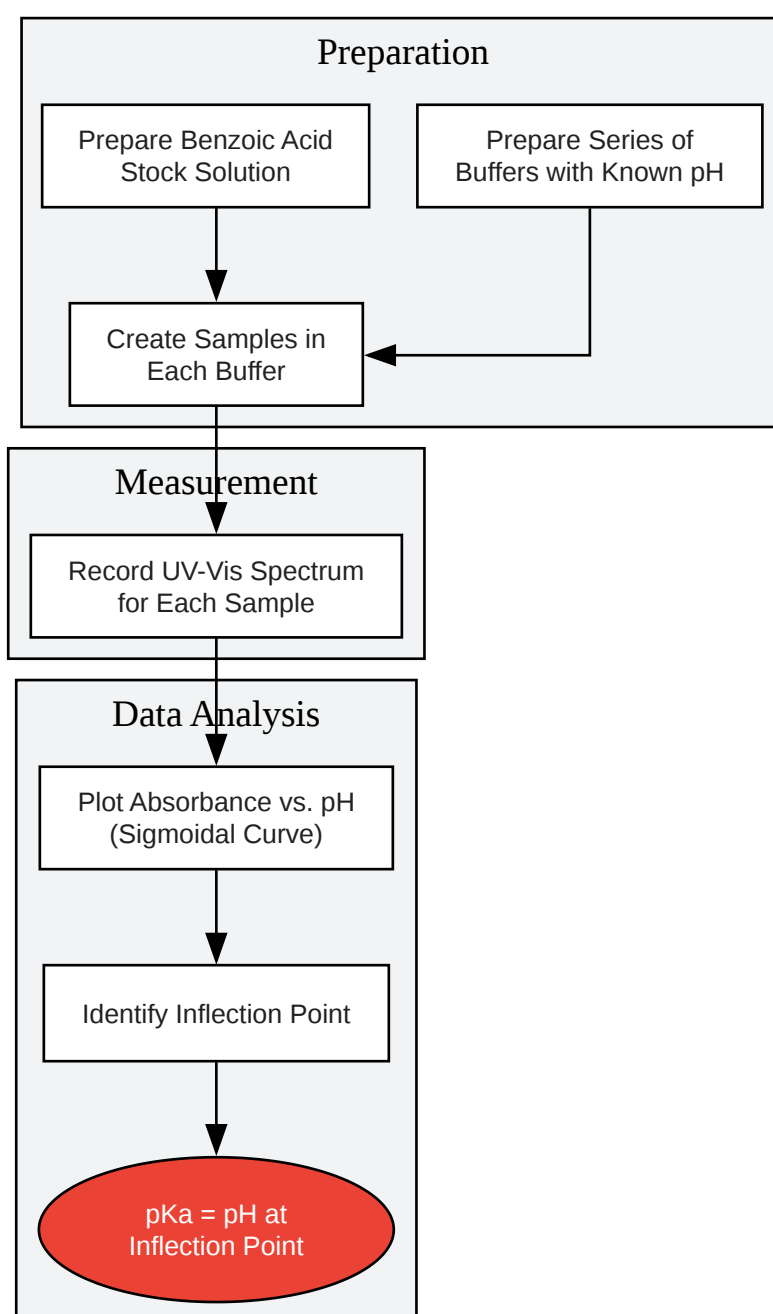 Preparation
Prepare Benzoic Acid
Stock Solution
Prepare Series of
Buffers with Known pH
Create Samples in
Each Buffer
Measurement
Record UV-Vis Spectrum
for Each Sample
Data Analysis
Plot Absorbance vs. pH
(Sigmoidal Curve)
Identify Inflection Point
pKa = pH at
Inflection Point